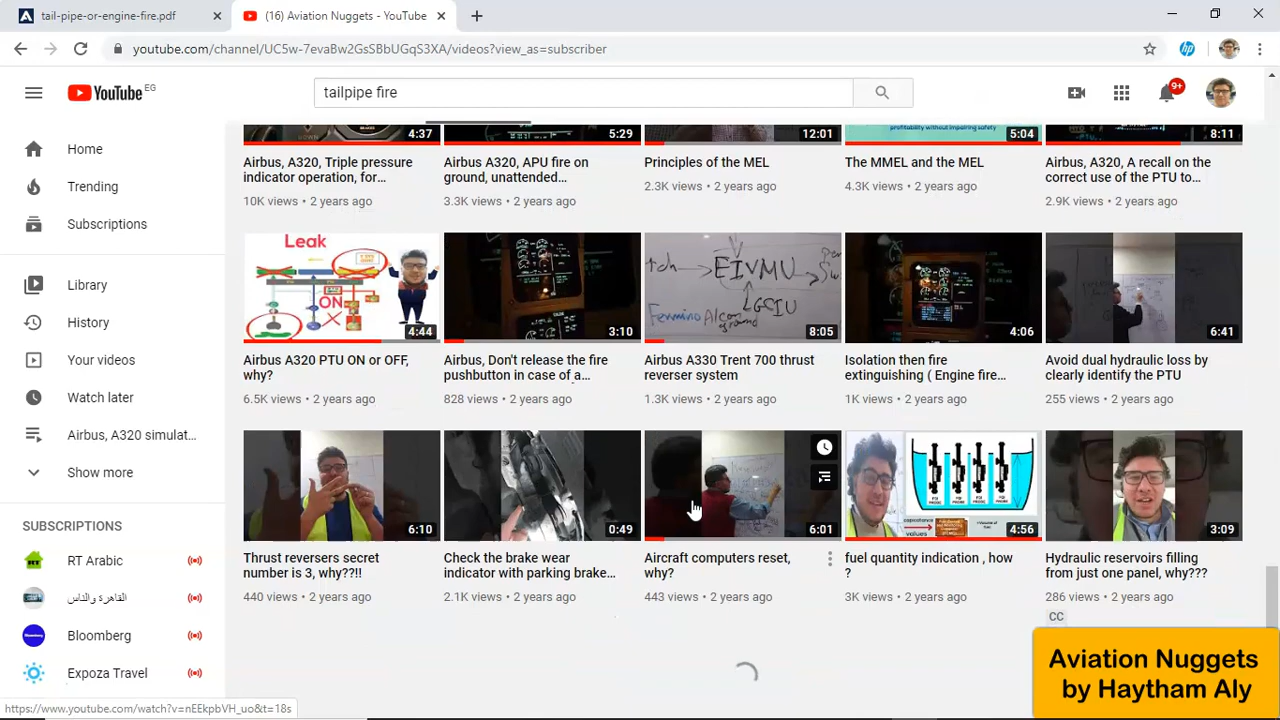 tail-pipe-or-engine-fire.pdf
(16) Aviation Nuggets - YouTube
youtube.com/channel/UC5w-7evaBw2GsSBbUGqS3XA/videos?view_as=subscriber
YouTube EG
tailpipe fire
9+
Home
Trending
Subscriptions
Library
History
Your videos
Watch later
Airbus, A320 simulat...
Show more
SUBSCRIPTIONS
RT Arabic
القاهرة والناس
Bloomberg
Expoza Travel
4:37
5:29
12:01
profitability without impairing safety
5:04
8:11
Airbus, A320, Triple pressure
indicator operation, for...
10K views • 2 years ago
Airbus, A320, APU fire on
ground, unattended...
3.3K views • 2 years ago
Principles of the MEL
2.3K views • 2 years ago
The MMEL and the MEL
4.3K views • 2 years ago
Airbus, A320, A recall on the
correct use of the PTU to...
2.9K views • 2 years ago
Leak
ON
4:44
3:10
EIVMU
LGCIU
8:05
4:06
6:41
Airbus A320 PTU ON or OFF,
why?
6.5K views • 2 years ago
Airbus, Don't release the fire
pushbutton in case of a...
828 views • 2 years ago
Airbus A330 Trent 700 thrust
reverser system
1.3K views • 2 years ago
Isolation then fire
extinguishing ( Engine fire...
1K views • 2 years ago
Avoid dual hydraulic loss by
clearly identify the PTU
255 views • 2 years ago
6:10
0:49
6:01
4:56
3:09
Thrust reversers secret
number is 3, why??!!
440 views • 2 years ago
Check the brake wear
indicator with parking brake...
2.1K views • 2 years ago
Aircraft computers reset,
why?
443 views • 2 years ago
fuel quantity indication , how
?
3K views • 2 years ago
Hydraulic reservoirs filling
from just one panel, why???
286 views • 2 years ago
CC
Aviation Nuggets
by Haytham Aly
https://www.youtube.com/watch?v=nEEkpbVH_uo&t=18s